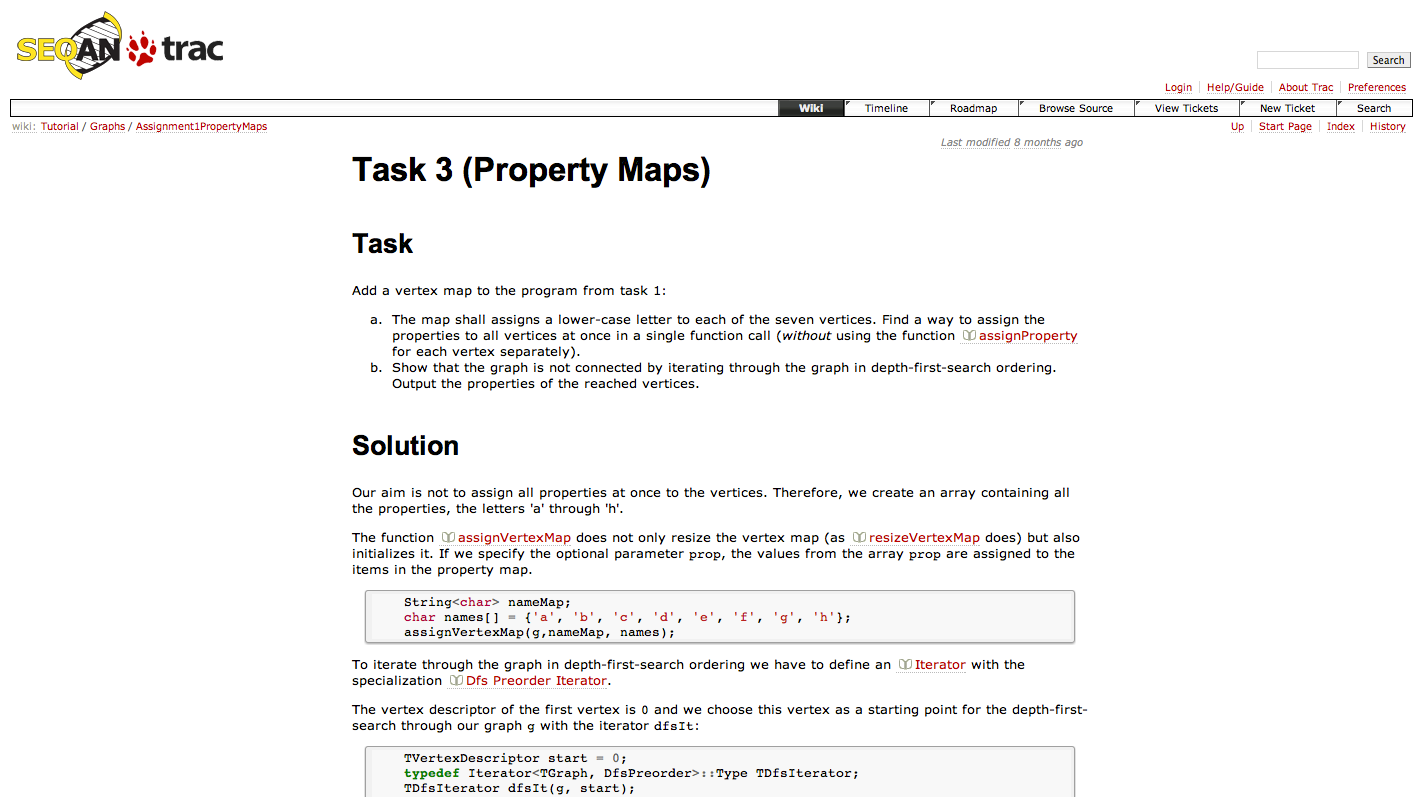 SEQAN trac
Search
Login Help/Guide About Trac Preferences
Wiki Timeline Roadmap Browse Source View Tickets New Ticket Search
wiki: Tutorial / Graphs / Assignment1PropertyMaps
Up Start Page Index History
Last modified 8 months ago
Task 3 (Property Maps)
Task
Add a vertex map to the program from task 1:
a. The map shall assigns a lower-case letter to each of the seven vertices. Find a way to assign the
properties to all vertices at once in a single function call (without using the function assignProperty
for each vertex separately).
b. Show that the graph is not connected by iterating through the graph in depth-first-search ordering.
Output the properties of the reached vertices.
Solution
Our aim is not to assign all properties at once to the vertices. Therefore, we create an array containing all
the properties, the letters 'a' through 'h'.
The function assignVertexMap does not only resize the vertex map (as resizeVertexMap does) but also
initializes it. If we specify the optional parameter prop, the values from the array prop are assigned to the
items in the property map.
String<char> nameMap;
char names[] = {'a', 'b', 'c', 'd', 'e', 'f', 'g', 'h'};
assignVertexMap(g,nameMap, names);
To iterate through the graph in depth-first-search ordering we have to define an Iterator with the
specialization Dfs Preorder Iterator.
The vertex descriptor of the first vertex is 0 and we choose this vertex as a starting point for the depth-first-
search through our graph g with the iterator dfsIt:
TVertexDescriptor start = 0;
typedef Iterator<TGraph, DfsPreorder>::Type TDfsIterator;
TDfsIterator dfsIt(g, start);